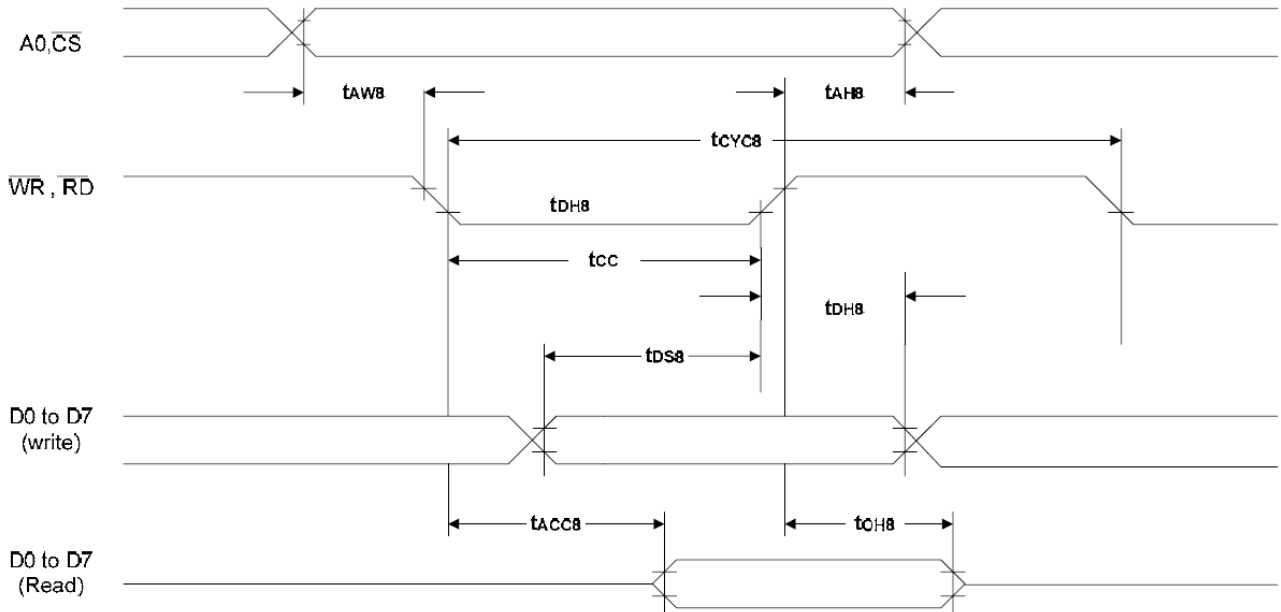 A0,CS
tAW8
tAH8
tCYC8
WR , RD
tDH8
tCC
tDH8
tDS8
D0 to D7
(write)
tACC8
tOH8
D0 to D7
(Read)